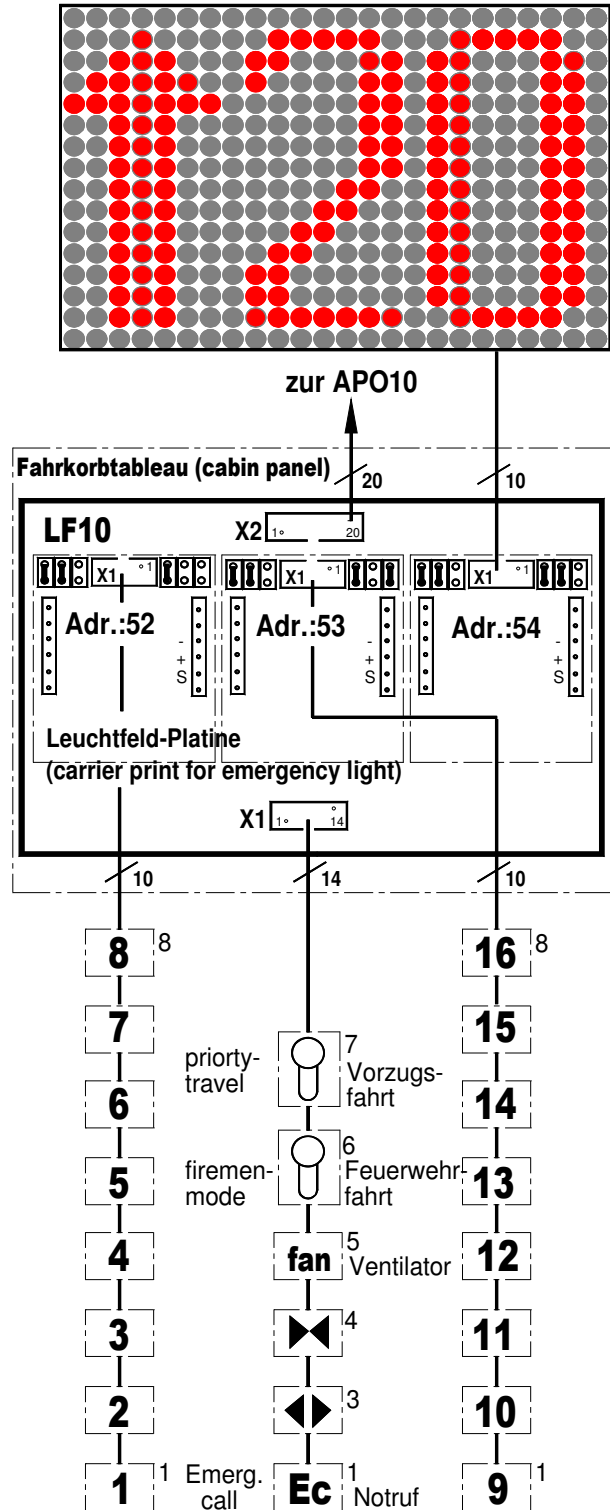 20
zur APO10
Fahrkorbtableau (cabin panel)
20
10
LF10
X2
1
20
X1
1
X1
1
X1
1
Adr.:52
Adr.:53
Adr.:54
-
+
S
-
+
S
-
+
S
Leuchtfeld-Platine
(carrier print for emergency light)
X1
1
14
10
14
10
8
8
7
6
5
4
3
2
1
1
priorty-
travel
7
Vorzugs-
fahrt
firemen-
mode
6
Feuerwehr-
fahrt
fan
5
Ventilator
4
3
Emerg.
call
Ec
1
Notruf
16
8
15
14
13
12
11
10
9
1